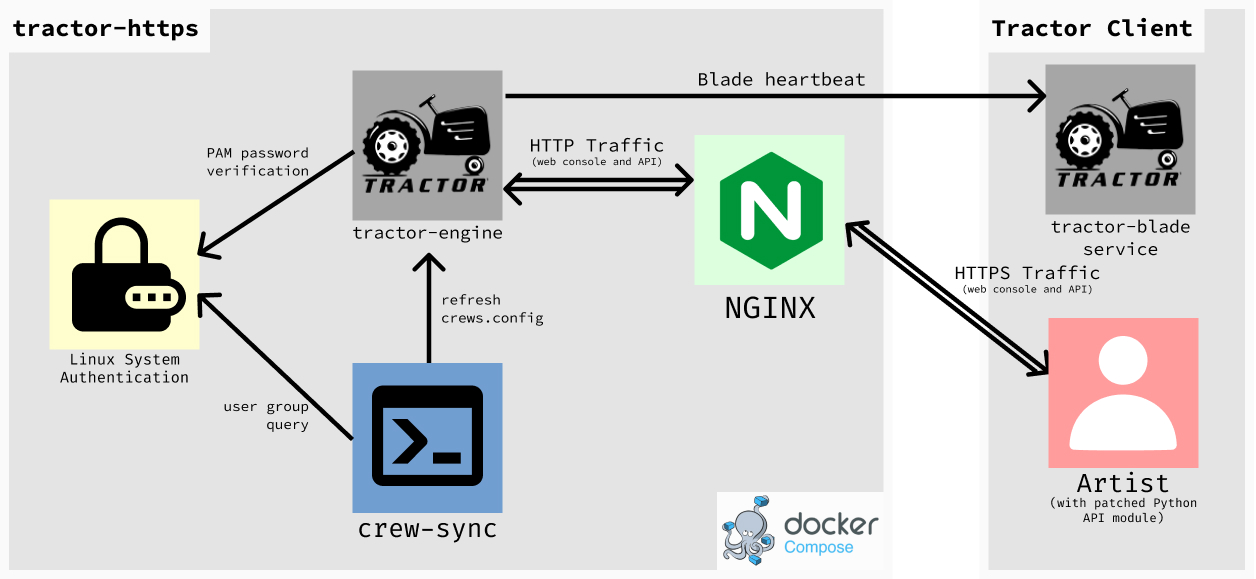 tractor-https
Tractor Client
Blade heartbeat
TRACTOR
TRACTOR
HTTP Traffic
(web console and API)
PAM password
verification
tractor-engine
tractor-blade
service
HTTPS Traffic
(web console and API)
N
NGINX
refresh
crews.config
Linux System
Authentication
user group
query
>_
crew-sync
Artist
(with patched Python
API module)
docker
Compose